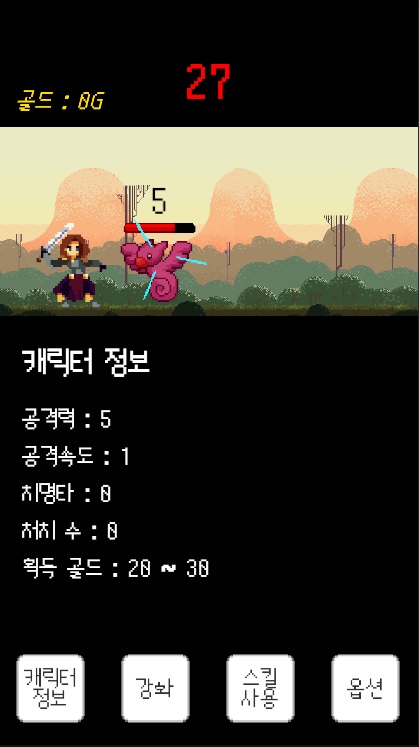 27
골드 : 0G
5
캐릭터 정보
공격력 : 5
공격속도 : 1
치명타 : 0
처치 수 : 0
획득 골드 : 20 ~ 30
캐릭터
정보
강화
스킬
사용
옵션